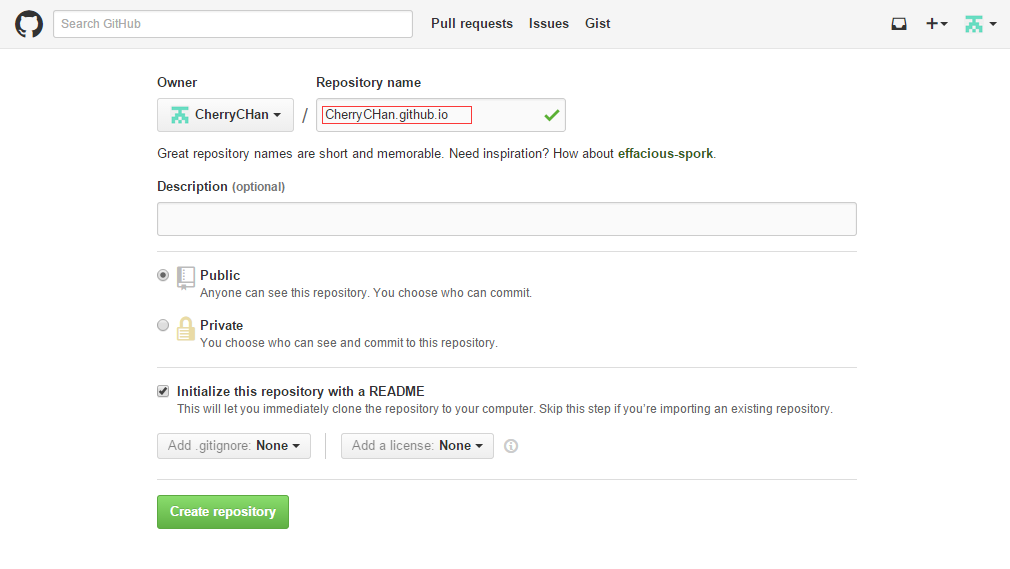 Search GitHub
Pull requests Issues Gist
Owner Repository name
CherryCHan / CherryCHan.github.io
Great repository names are short and memorable. Need inspiration? How about effacious-spork.
Description (optional)
Public
Anyone can see this repository. You choose who can commit.
Private
You choose who can see and commit to this repository.
Initialize this repository with a README
This will let you immediately clone the repository to your computer. Skip this step if you're importing an existing repository.
Add .gitignore: None Add a license: None
Create repository